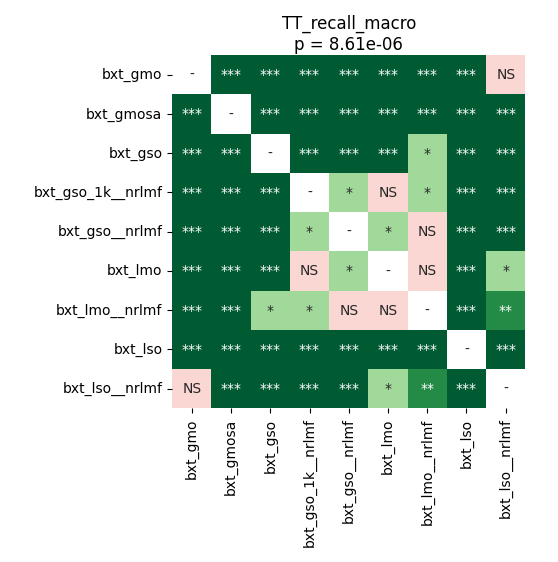 TT_recall_macro
p = 8.61e-06
bxt_gmo - *** *** *** *** *** *** *** NS
bxt_gmosa *** - *** *** *** *** *** *** ***
bxt_gso *** *** - *** *** *** * *** ***
bxt_gso_1k__nrlmf *** *** *** - * NS * *** ***
bxt_gso__nrlmf *** *** *** * - * NS *** ***
bxt_lmo *** *** *** NS * - NS *** *
bxt_lmo__nrlmf *** *** * * NS NS - *** **
bxt_lso *** *** *** *** *** *** *** - ***
bxt_lso__nrlmf NS *** *** *** *** * ** *** -
bxt_gmo
bxt_gmosa
bxt_gso
bxt_gso_1k__nrlmf
bxt_gso__nrlmf
bxt_lmo
bxt_lmo__nrlmf
bxt_lso
bxt_lso__nrlmf